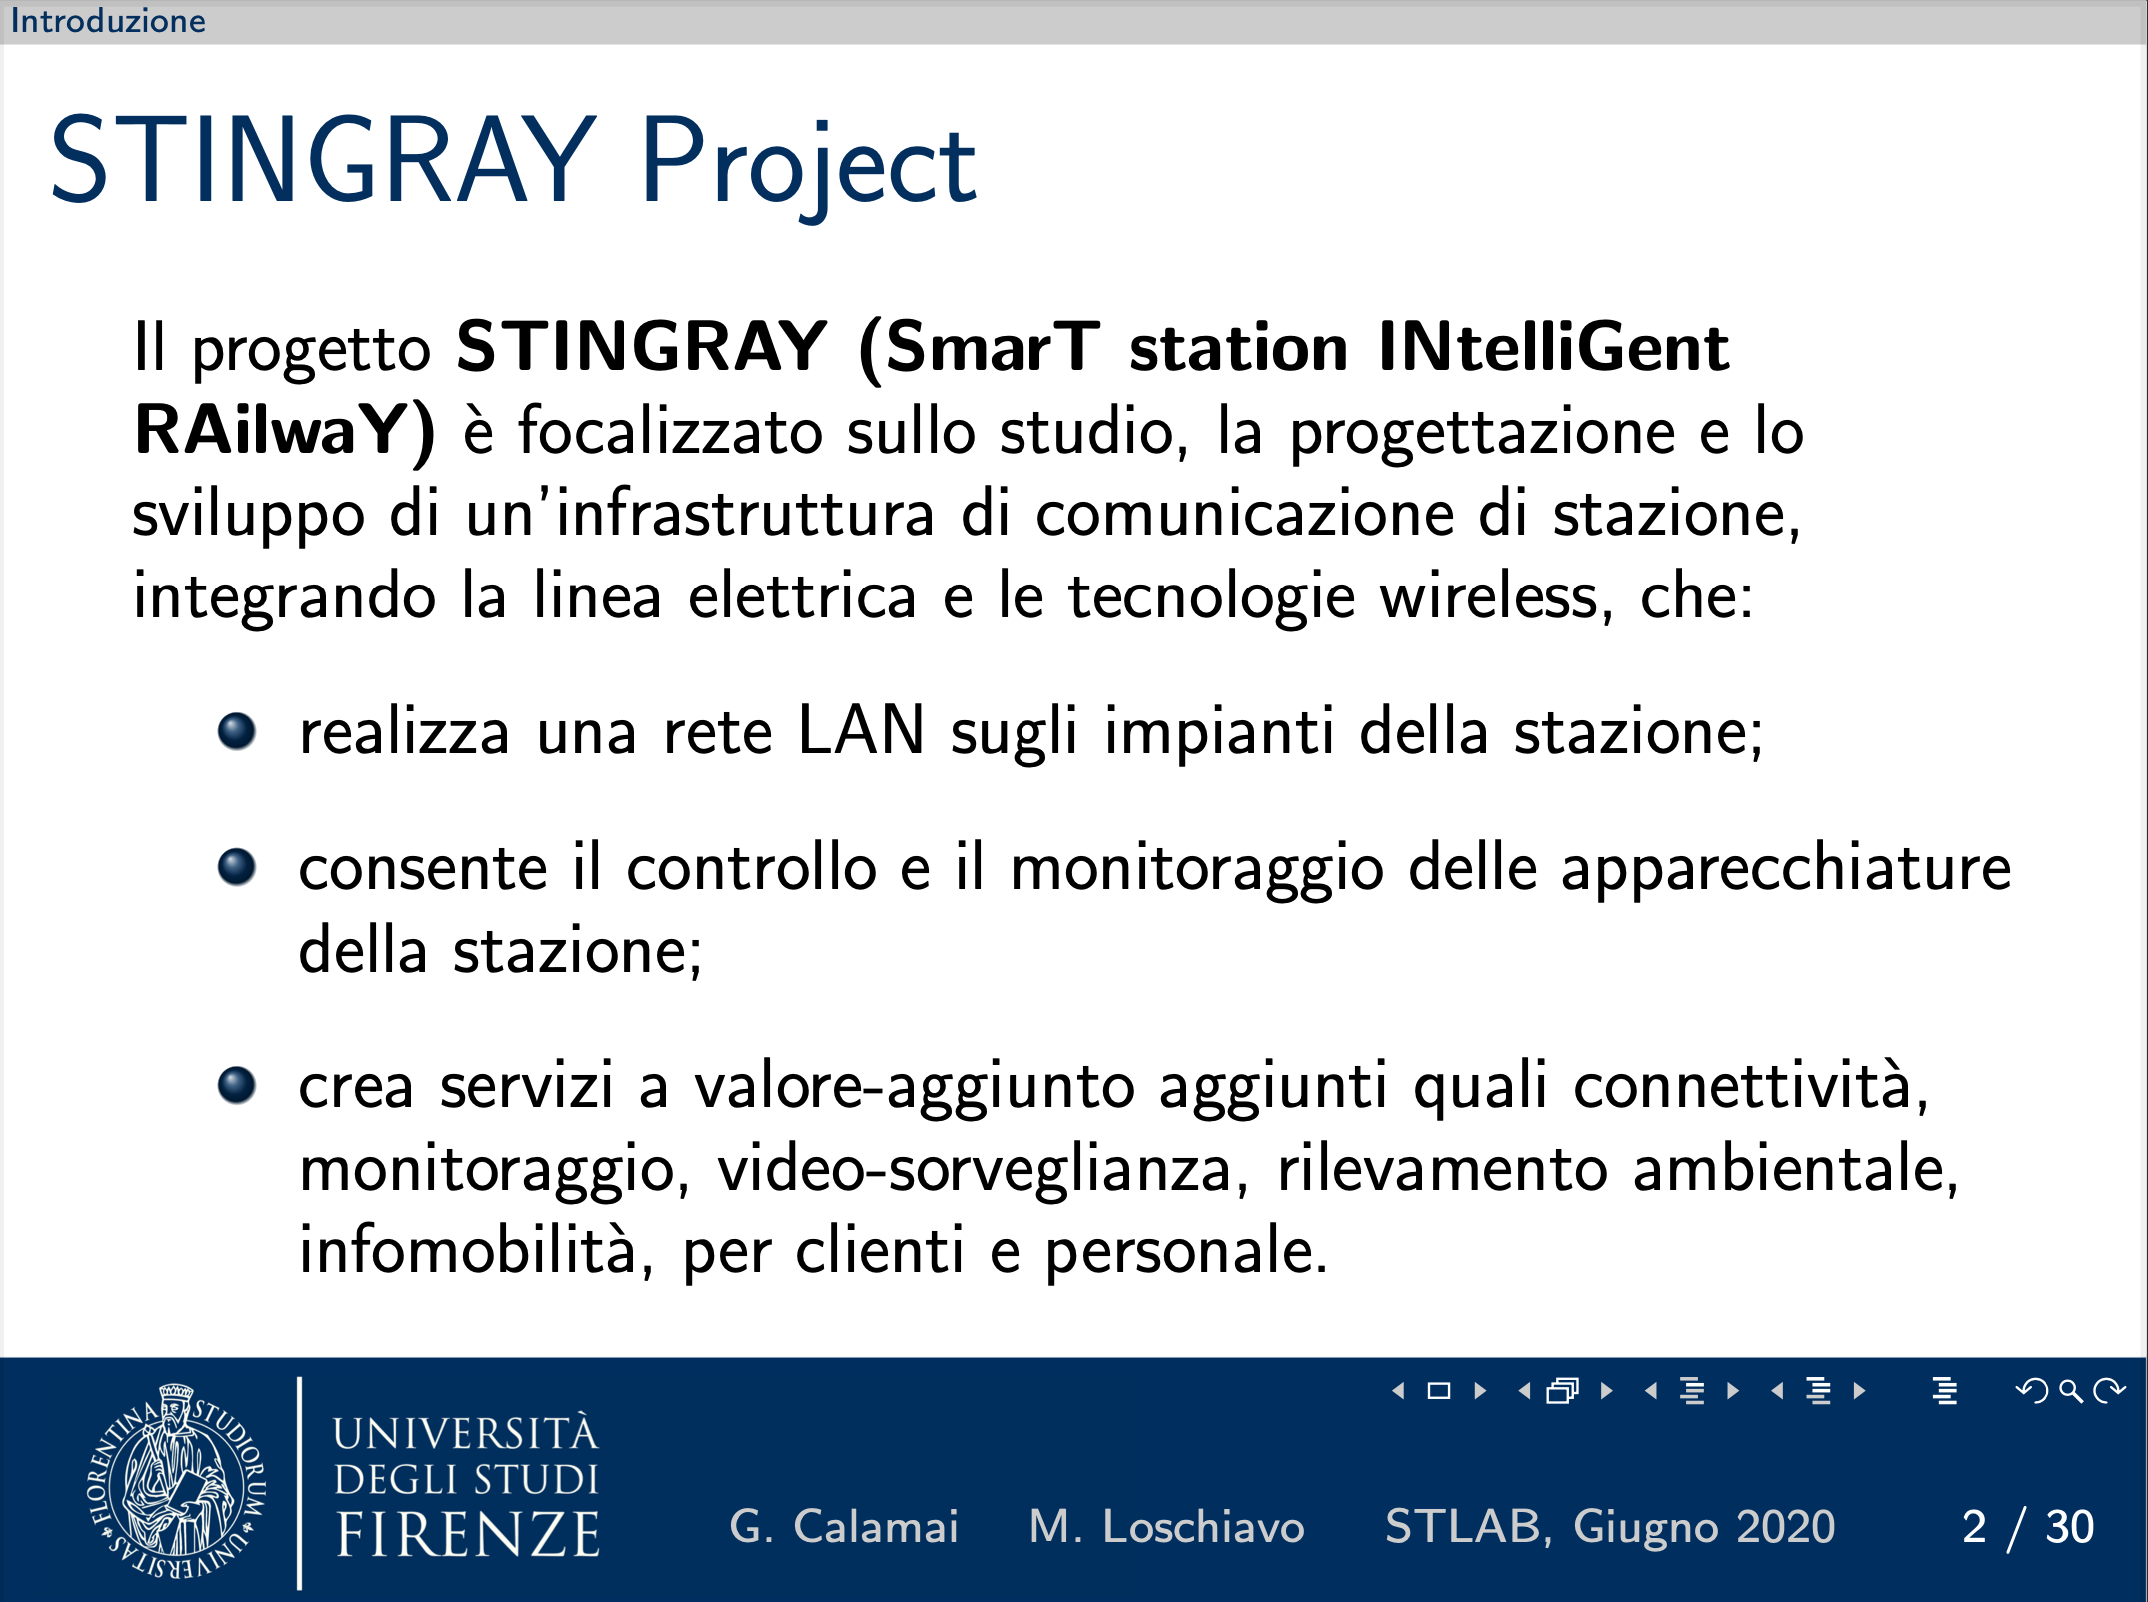 Introduzione
STINGRAY Project
Il progetto STINGRAY (SmarT station INtelliGent
RAilwaY) è focalizzato sullo studio, la progettazione e lo
sviluppo di un'infrastruttura di comunicazione di stazione,
integrando la linea elettrica e le tecnologie wireless, che:
realizza una rete LAN sugli impianti della stazione;
consente il controllo e il monitoraggio delle apparecchiature
della stazione;
crea servizi a valore-aggiunto aggiunti quali connettività,
monitoraggio, video-sorveglianza, rilevamento ambientale,
infomobilità, per clienti e personale.
FLORENTINA STUDIORUM UNIVERSITAS
UNIVERSITÀ
DEGLI STUDI
FIRENZE
G. Calamai M. Loschiavo STLAB, Giugno 2020 2 / 30